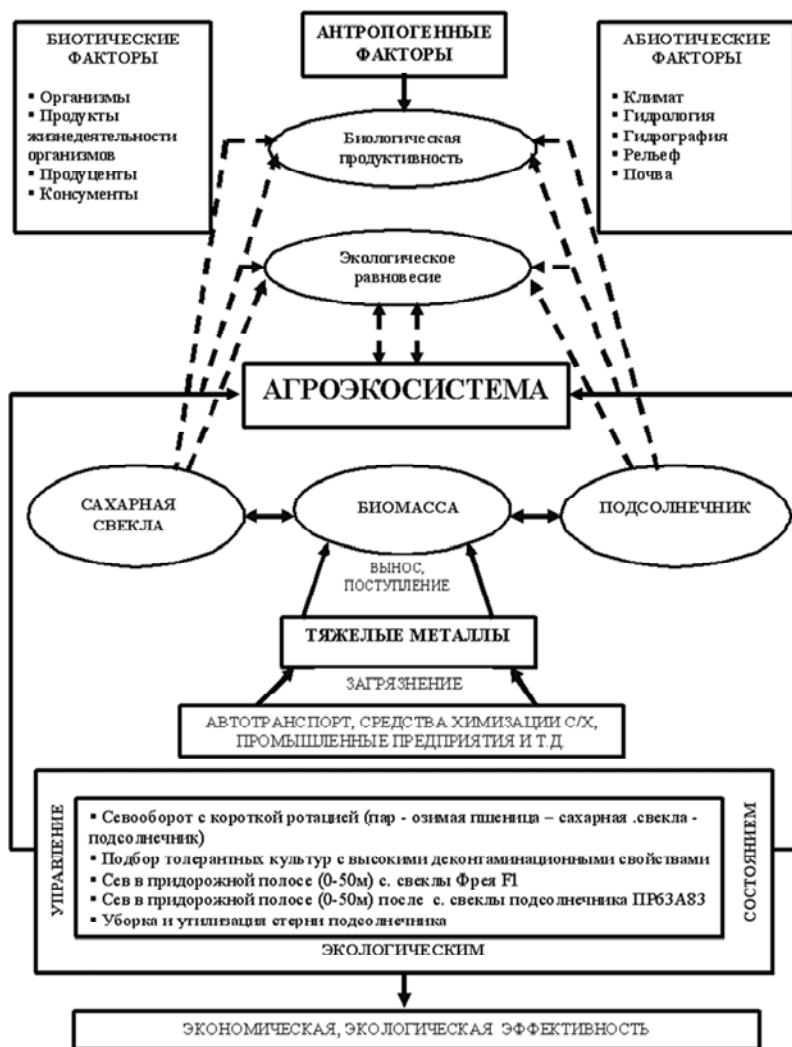 БИОТИЧЕСКИЕ
ФАКТОРЫ
▪ Организмы
▪ Продукты
жизнедеятельности
организмов
▪ Продуценты
▪ Консументы
АНТРОПОГЕННЫЕ
ФАКТОРЫ
АБИОТИЧЕСКИЕ
ФАКТОРЫ
▪ Климат
▪ Гидрология
▪ Гидрография
▪ Рельеф
▪ Почва
Биологическая
продуктивность
Экологическое
равновесие
АГРОЭКОСИСТЕМА
САХАРНАЯ
СВЕКЛА
БИОМАССА
ПОДСОЛНЕЧНИК
ВЫНОС,
ПОСТУПЛЕНИЕ
ТЯЖЕЛЫЕ МЕТАЛЛЫ
ЗАГРЯЗНЕНИЕ
АВТОТРАНСПОРТ, СРЕДСТВА ХИМИЗАЦИИ С/Х,
ПРОМЫШЛЕННЫЕ ПРЕДПРИЯТИЯ И Т.Д.
УПРАВЛЕНИЕ
▪ Севооборот с короткой ротацией (пар - озимая пшеница – сахарная .свекла -
подсолнечник)
▪ Подбор толерантных культур с высокими деконтаминационными свойствами
▪ Сев в придорожной полосе (0-50м) с. свеклы Фрея F1
▪ Сев в придорожной полосе (0-50м) после с. свеклы подсолнечника ПР63А83
▪ Уборка и утилизация стерни подсолнечника
ЭКОЛОГИЧЕСКИМ
СОСТОЯНИЕМ
ЭКОНОМИЧЕСКАЯ, ЭКОЛОГИЧЕСКАЯ ЭФФЕКТИВНОСТЬ